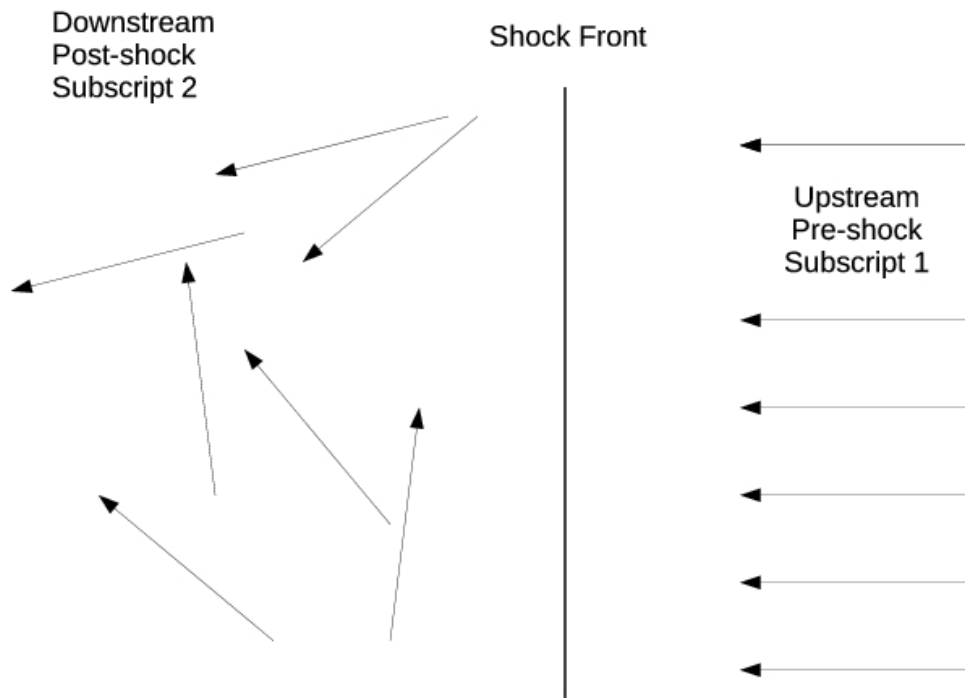 Downstream
Post-shock
Subscript 2
Shock Front
Upstream
Pre-shock
Subscript 1